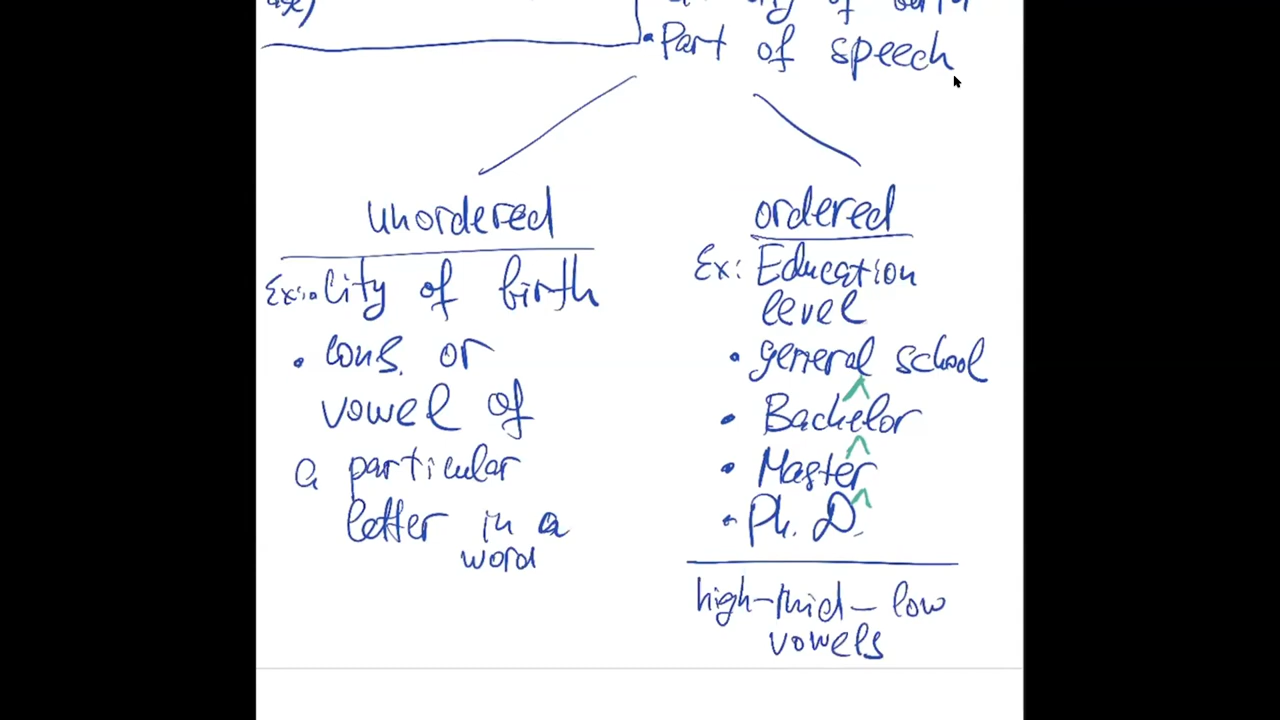 • Part of speech
unordered
Ex: • City of birth
• cons. or
vowel of
a particular
letter in a
word
ordered
Ex: Education
level
• general school
^
• Bachelor
^
• Master
^
• Ph. D.
high-mid-low
vowels